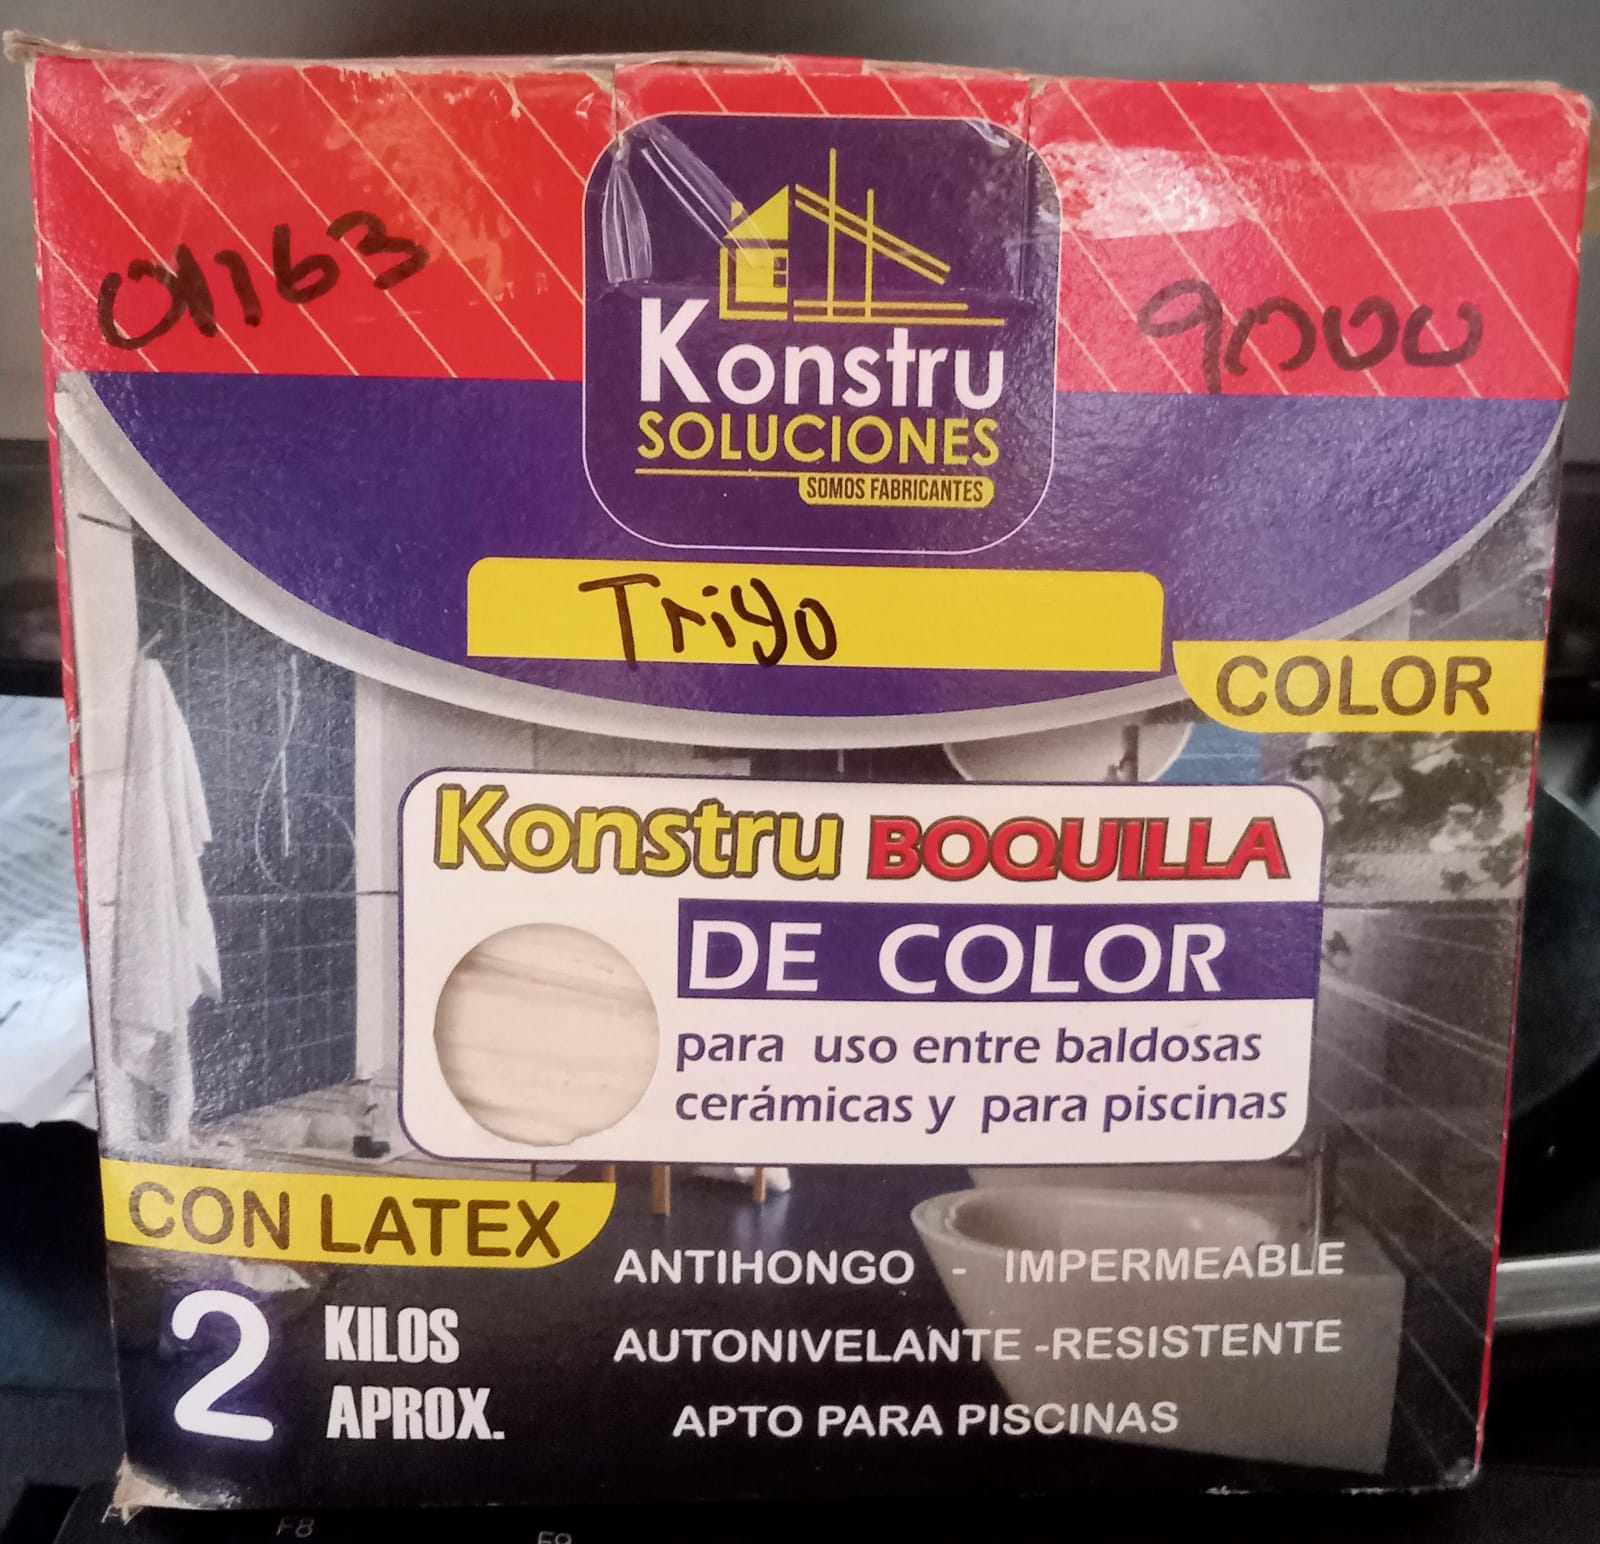 01163
9000
Konstru
SOLUCIONES
SOMOS FABRICANTES
Trigo
COLOR
Konstru BOQUILLA
DE COLOR
para uso entre baldosas
cerámicas y para piscinas
CON LATEX
2 KILOS
APROX.
ANTIHONGO - IMPERMEABLE
AUTONIVELANTE -RESISTENTE
APTO PARA PISCINAS
F8
F9